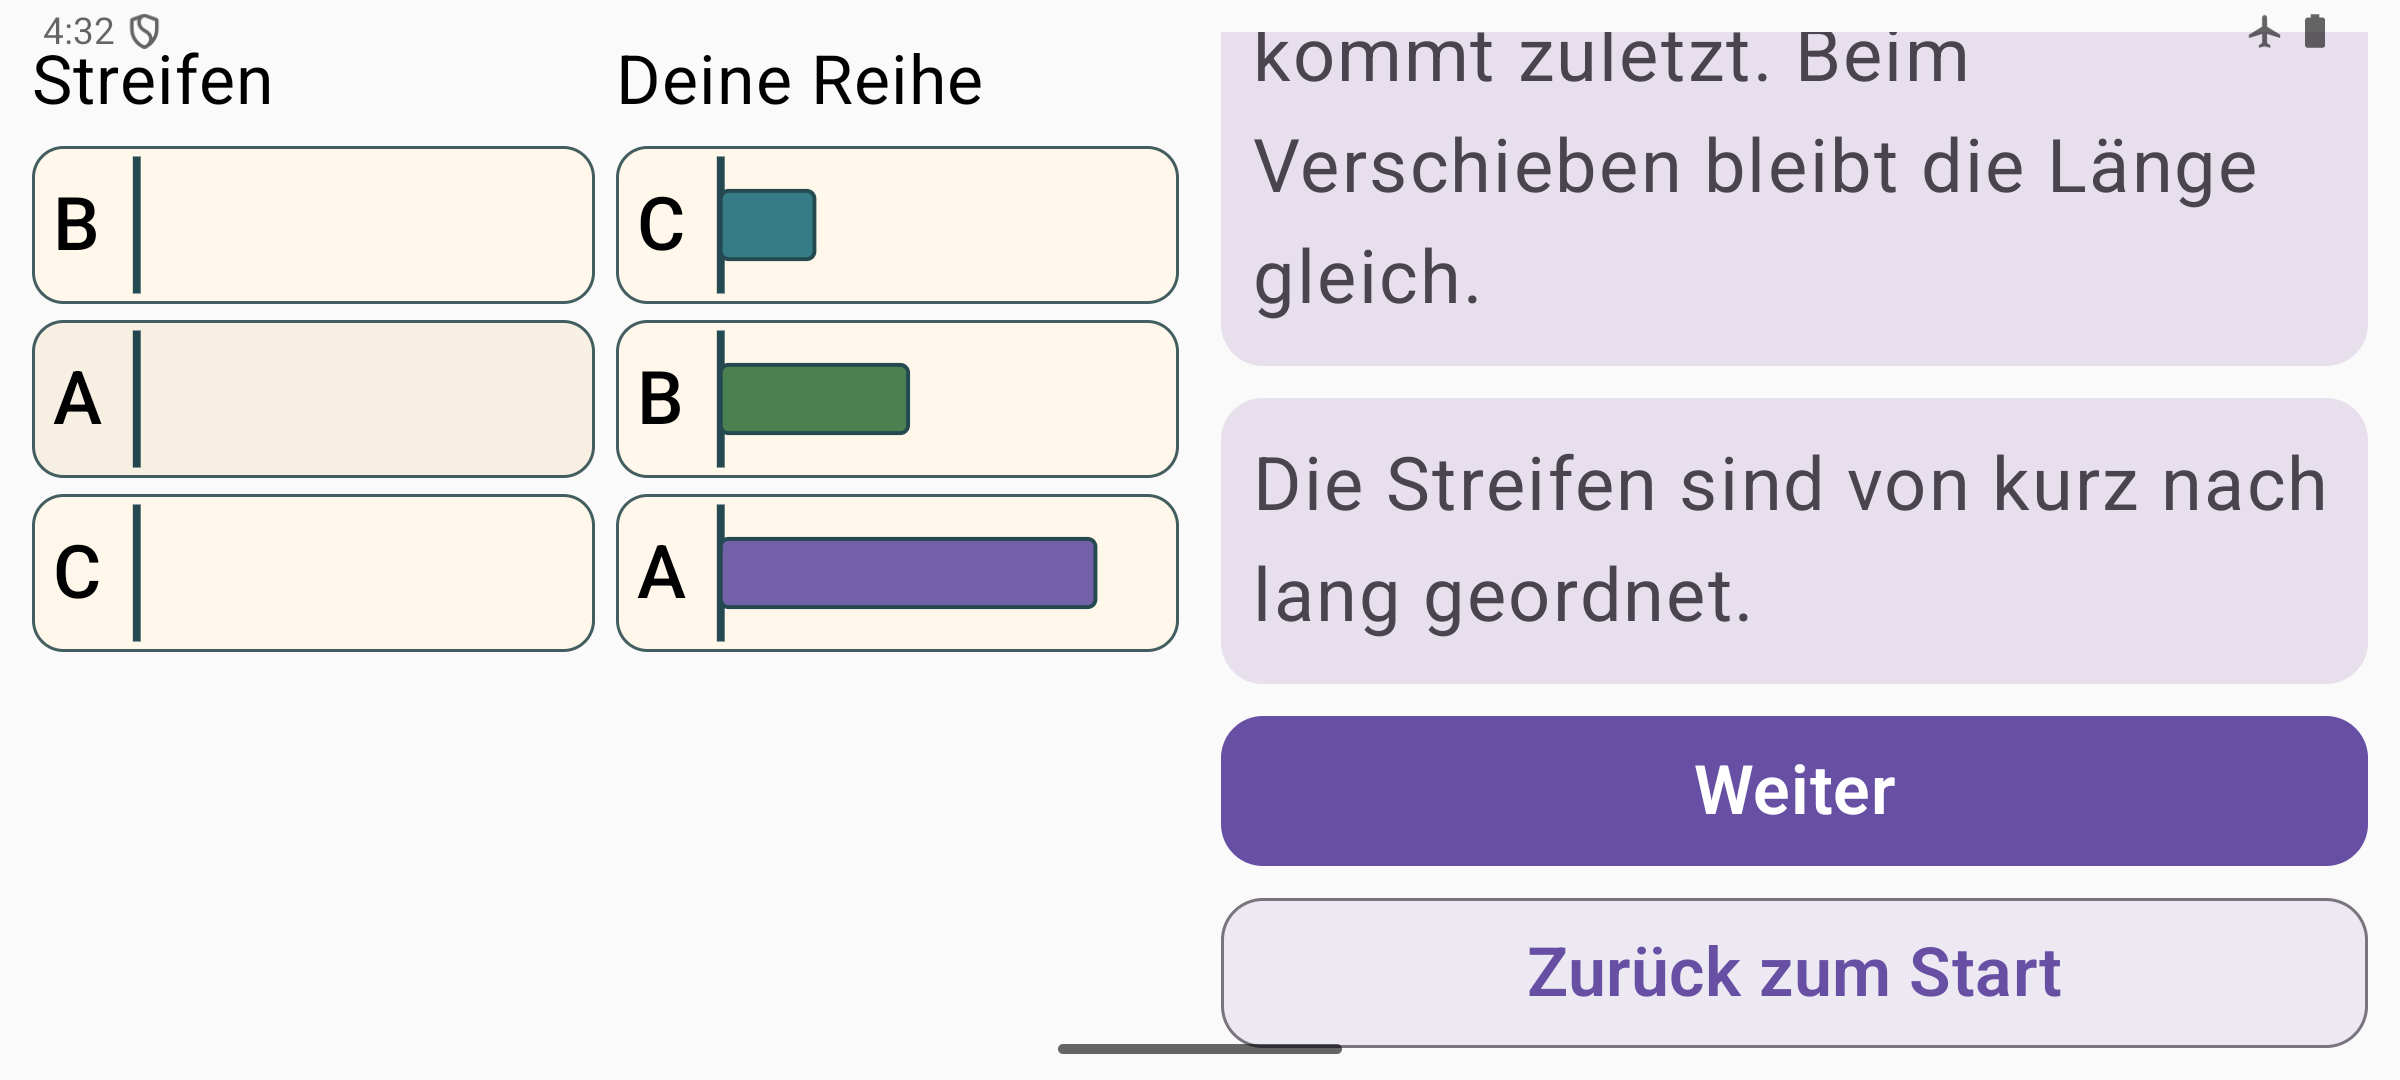 4:32
Streifen
B
A
C
Deine Reihe
C
B
A
kommt zuletzt. Beim
Verschieben bleibt die Länge
gleich.
Die Streifen sind von kurz nach
lang geordnet.
Weiter
Zurück zum Start